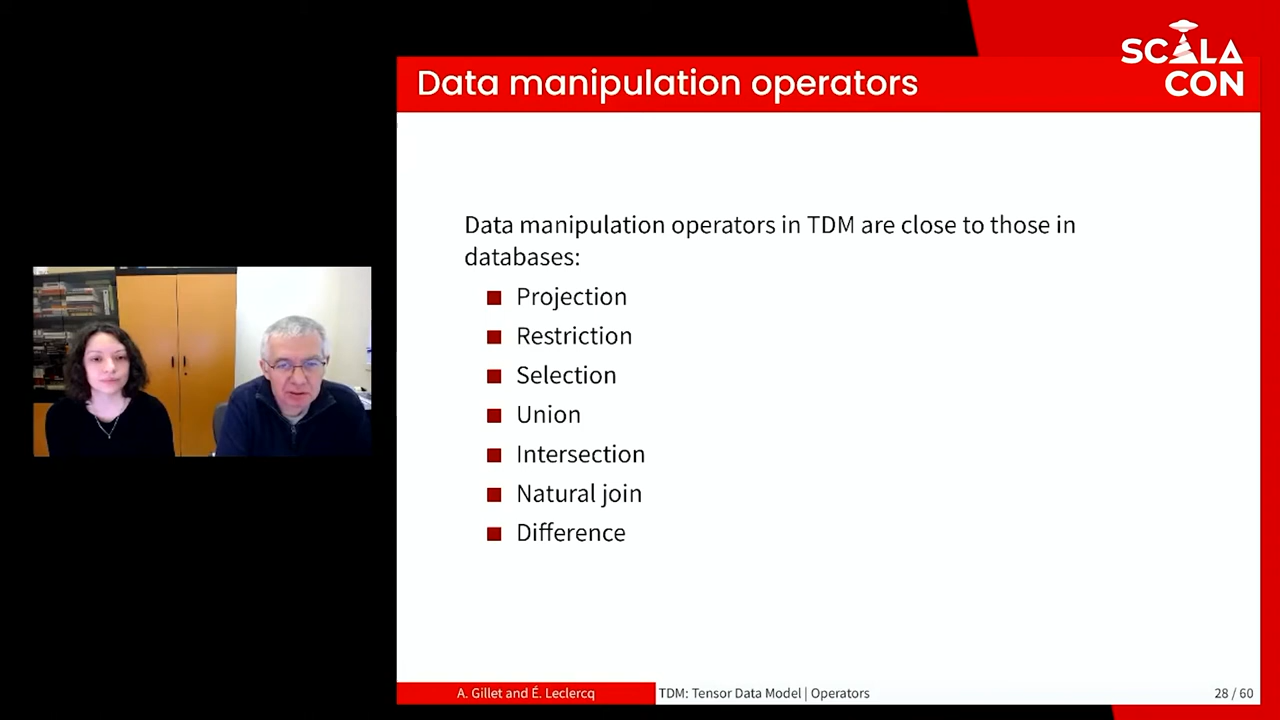 SCALA
CON
Data manipulation operators
Data manipulation operators in TDM are close to those in
databases:
Projection
Restriction
Selection
Union
Intersection
Natural join
Difference
A. Gillet and É. Leclercq
TDM: Tensor Data Model | Operators
28 / 60